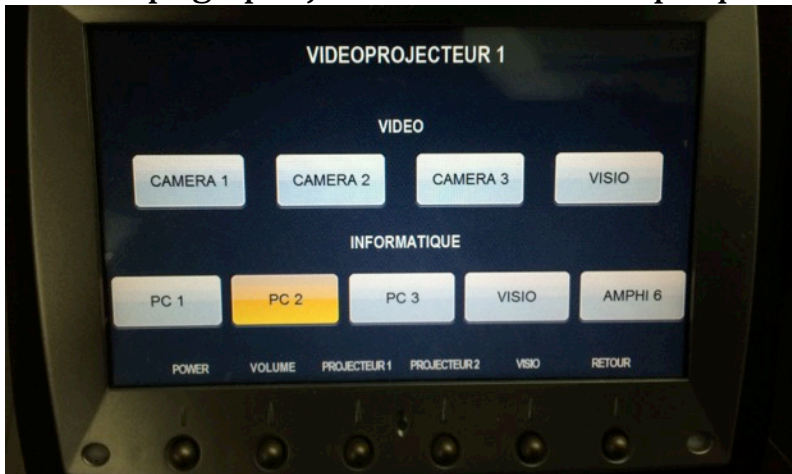 VIDEOPROJECTEUR 1
VIDEO
CAMERA 1 CAMERA 2 CAMERA 3 VISIO
INFORMATIQUE
PC 1 PC 2 PC 3 VISIO AMPHI 6
POWER VOLUME PROJECTEUR 1 PROJECTEUR 2 VISIO RETOUR